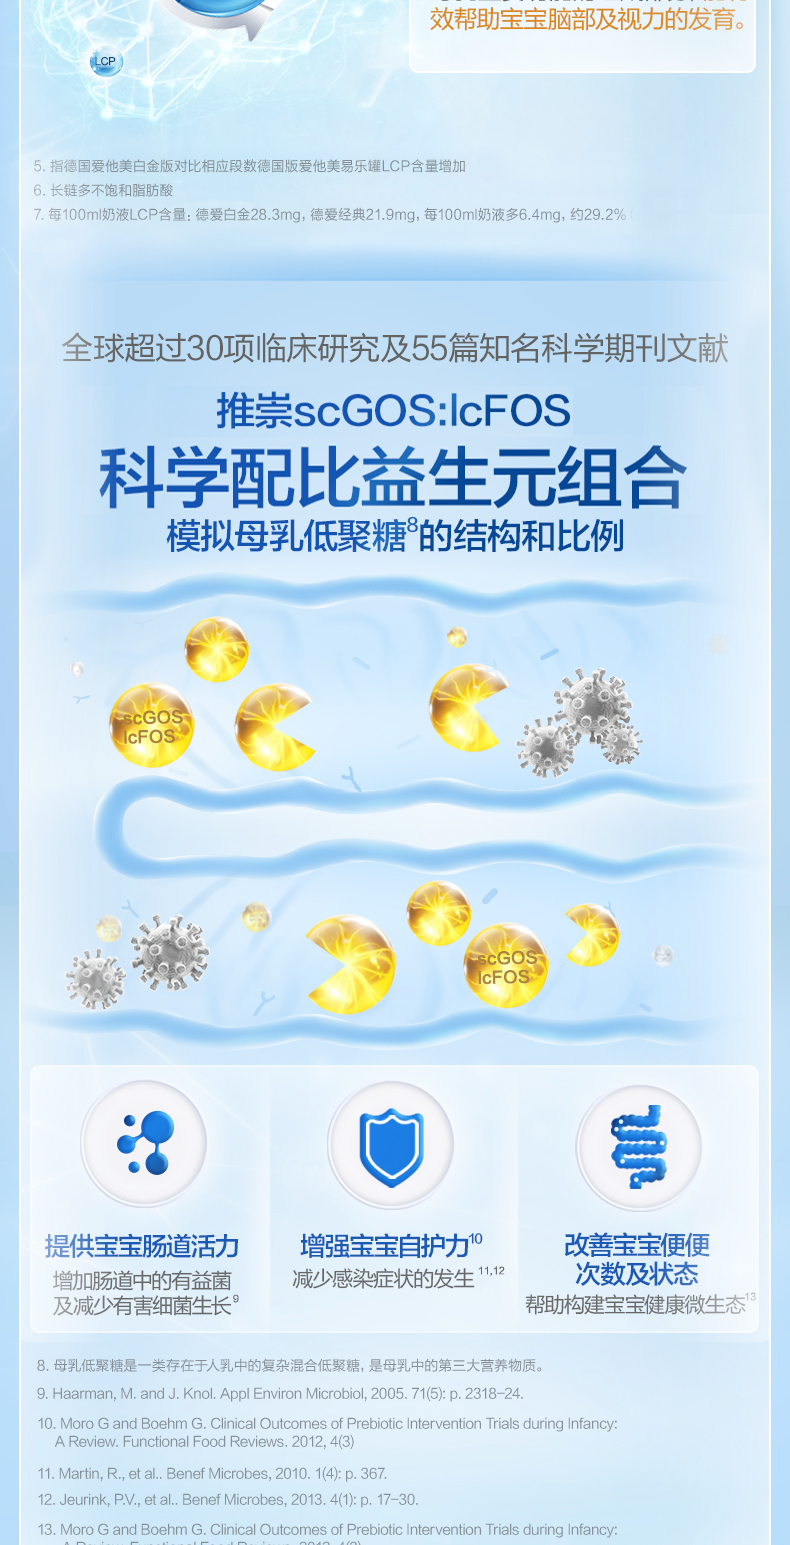 效帮助宝宝脑部及视力的发育。
LCP
5. 指德国爱他美白金版对比相应段数德国版爱他美易乐罐LCP含量增加
6. 长链多不饱和脂肪酸
7. 每100ml奶液LCP含量：德爱白金28.3mg，德爱经典21.9mg，每100ml奶液多6.4mg，约29.2%
全球超过30项临床研究及55篇知名科学期刊文献
推崇scGOS:lcFOS
科学配比益生元组合
模拟母乳低聚糖8的结构和比例
scGOS
lcFOS
scGOS
lcFOS
提供宝宝肠道活力
增加肠道中的有益菌
及减少有害细菌生长9
增强宝宝自护力10
减少感染症状的发生 11,12
改善宝宝便便
次数及状态
帮助构建宝宝健康微生态13
8. 母乳低聚糖是一类存在于人乳中的复杂混合低聚糖，是母乳中的第三大营养物质。
9. Haarman, M. and J. Knol. Appl Environ Microbiol, 2005. 71(5): p. 2318-24.
10. Moro G and Boehm G. Clinical Outcomes of Prebiotic Intervention Trials during Infancy:
A Review. Functional Food Reviews. 2012, 4(3)
11. Martin, R., et al.. Benef Microbes, 2010. 1(4): p. 367.
12. Jeurink, P.V., et al.. Benef Microbes, 2013. 4(1): p. 17-30.
13. Moro G and Boehm G. Clinical Outcomes of Prebiotic Intervention Trials during Infancy: